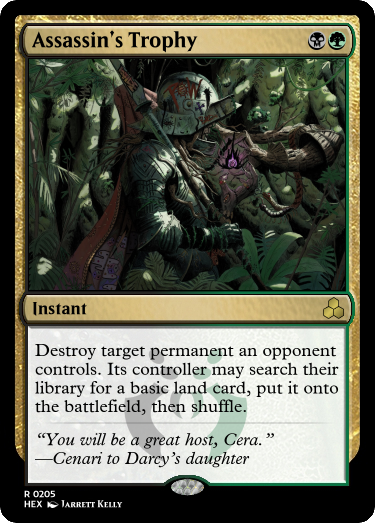 Assassin's Trophy
Instant
Destroy target permanent an opponent
controls. Its controller may search their
library for a basic land card, put it onto
the battlefield, then shuffle.
“You will be a great host, Cera.”
—Cenari to Darcy's daughter
R 0205
HEX Jarrett Kelly